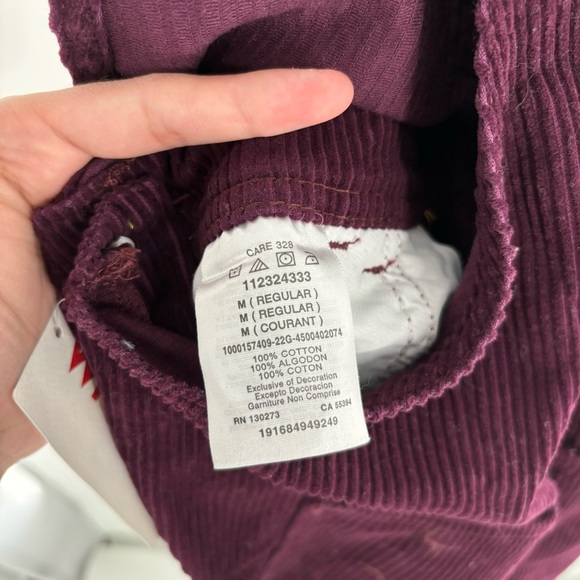 CARE 328
112324333
M ( REGULAR )
M ( REGULAR )
M ( COURANT )
1000157409-22G-4500402074
100% COTTON
100% ALGODON
100% COTON
Exclusive of Decoration
Excepto Decoracion
Garniture Non Comprise
RN 130273 CA 55394
191684949249